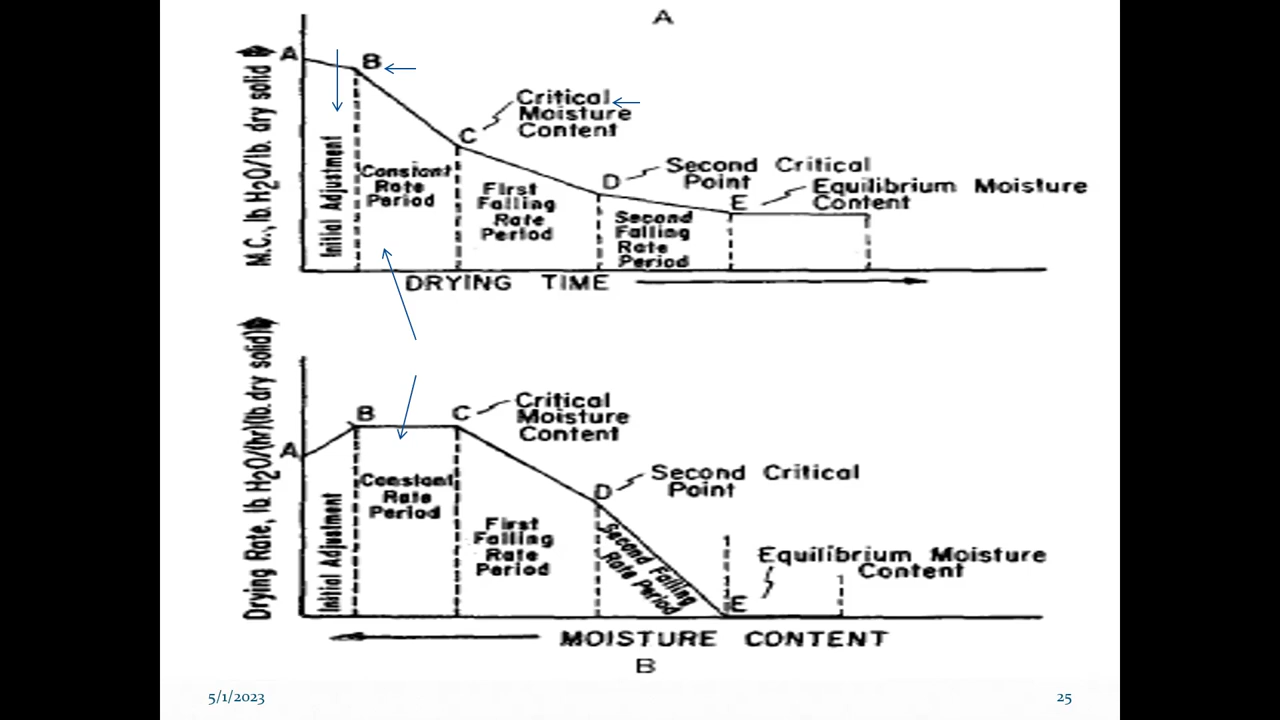 A
M.C., lb. H2O/lb. dry solid
A
B
Critical
Moisture
Content
C
Initial Adjustment
Constant
Rate
Period
First
Falling
Rate
Period
D
Second Critical
Point
Second
Falling
Rate
Period
E
Equilibrium Moisture
Content
DRYING TIME
Drying Rate, lb. H2O/(hr)(lb. dry solid)
A
B
C
Critical
Moisture
Content
Initial Adjustment
Constant
Rate
Period
First
Falling
Rate
Period
D
Second Critical
Point
Second Falling
Rate Period
E
Equilibrium Moisture
Content
MOISTURE CONTENT
B
5/1/2023
25